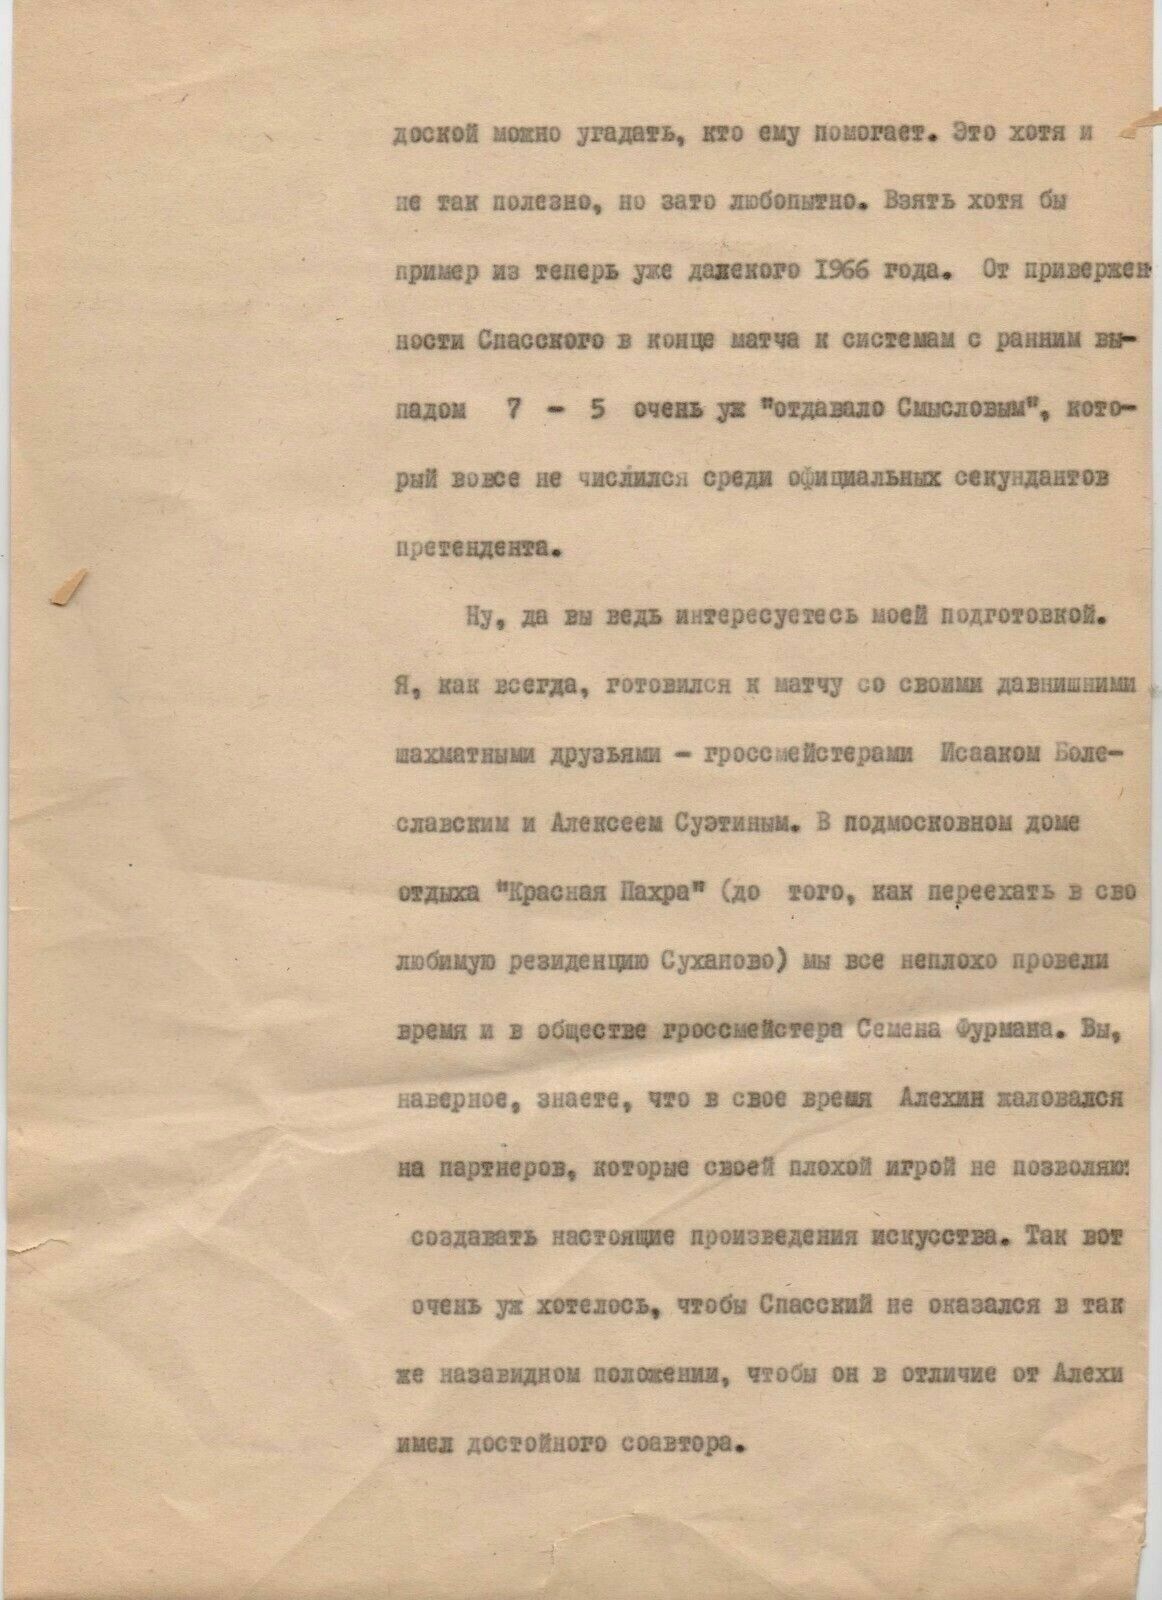 доской можно угадать, кто ему помогает. Это хотя и
не так полезно, но зато любопытно. Взять хотя бы
пример из теперь уже далекого 1966 года. От привержен
ности Спасского в конце матча к системам с ранним вы-
падом 7 - 5 очень уж "отдавало Смысловым", кото-
рый вовсе не числился среди официальных секундантов
претендента.
Ну, да вы ведь интересуетесь моей подготовкой.
Я, как всегда, готовился к матчу со своими давнишними
шахматными друзьями - гроссмейстерами Исааком Боле-
славским и Алексеем Суэтиным. В подмосковном доме
отдыха "Красная Пахра" (до того, как переехать в сво
любимую резиденцию Суханово) мы все неплохо провели
время и в обществе гроссмейстера Семена Фурмана. Вы,
наверное, знаете, что в свое время Алехин жаловался
на партнеров, которые своей плохой игрой не позволяю
создавать настоящие произведения искусства. Так вот
очень уж хотелось, чтобы Спасский не оказался в так
же назавидном положении, чтобы он в отличие от Алехи
имел достойного соавтора.